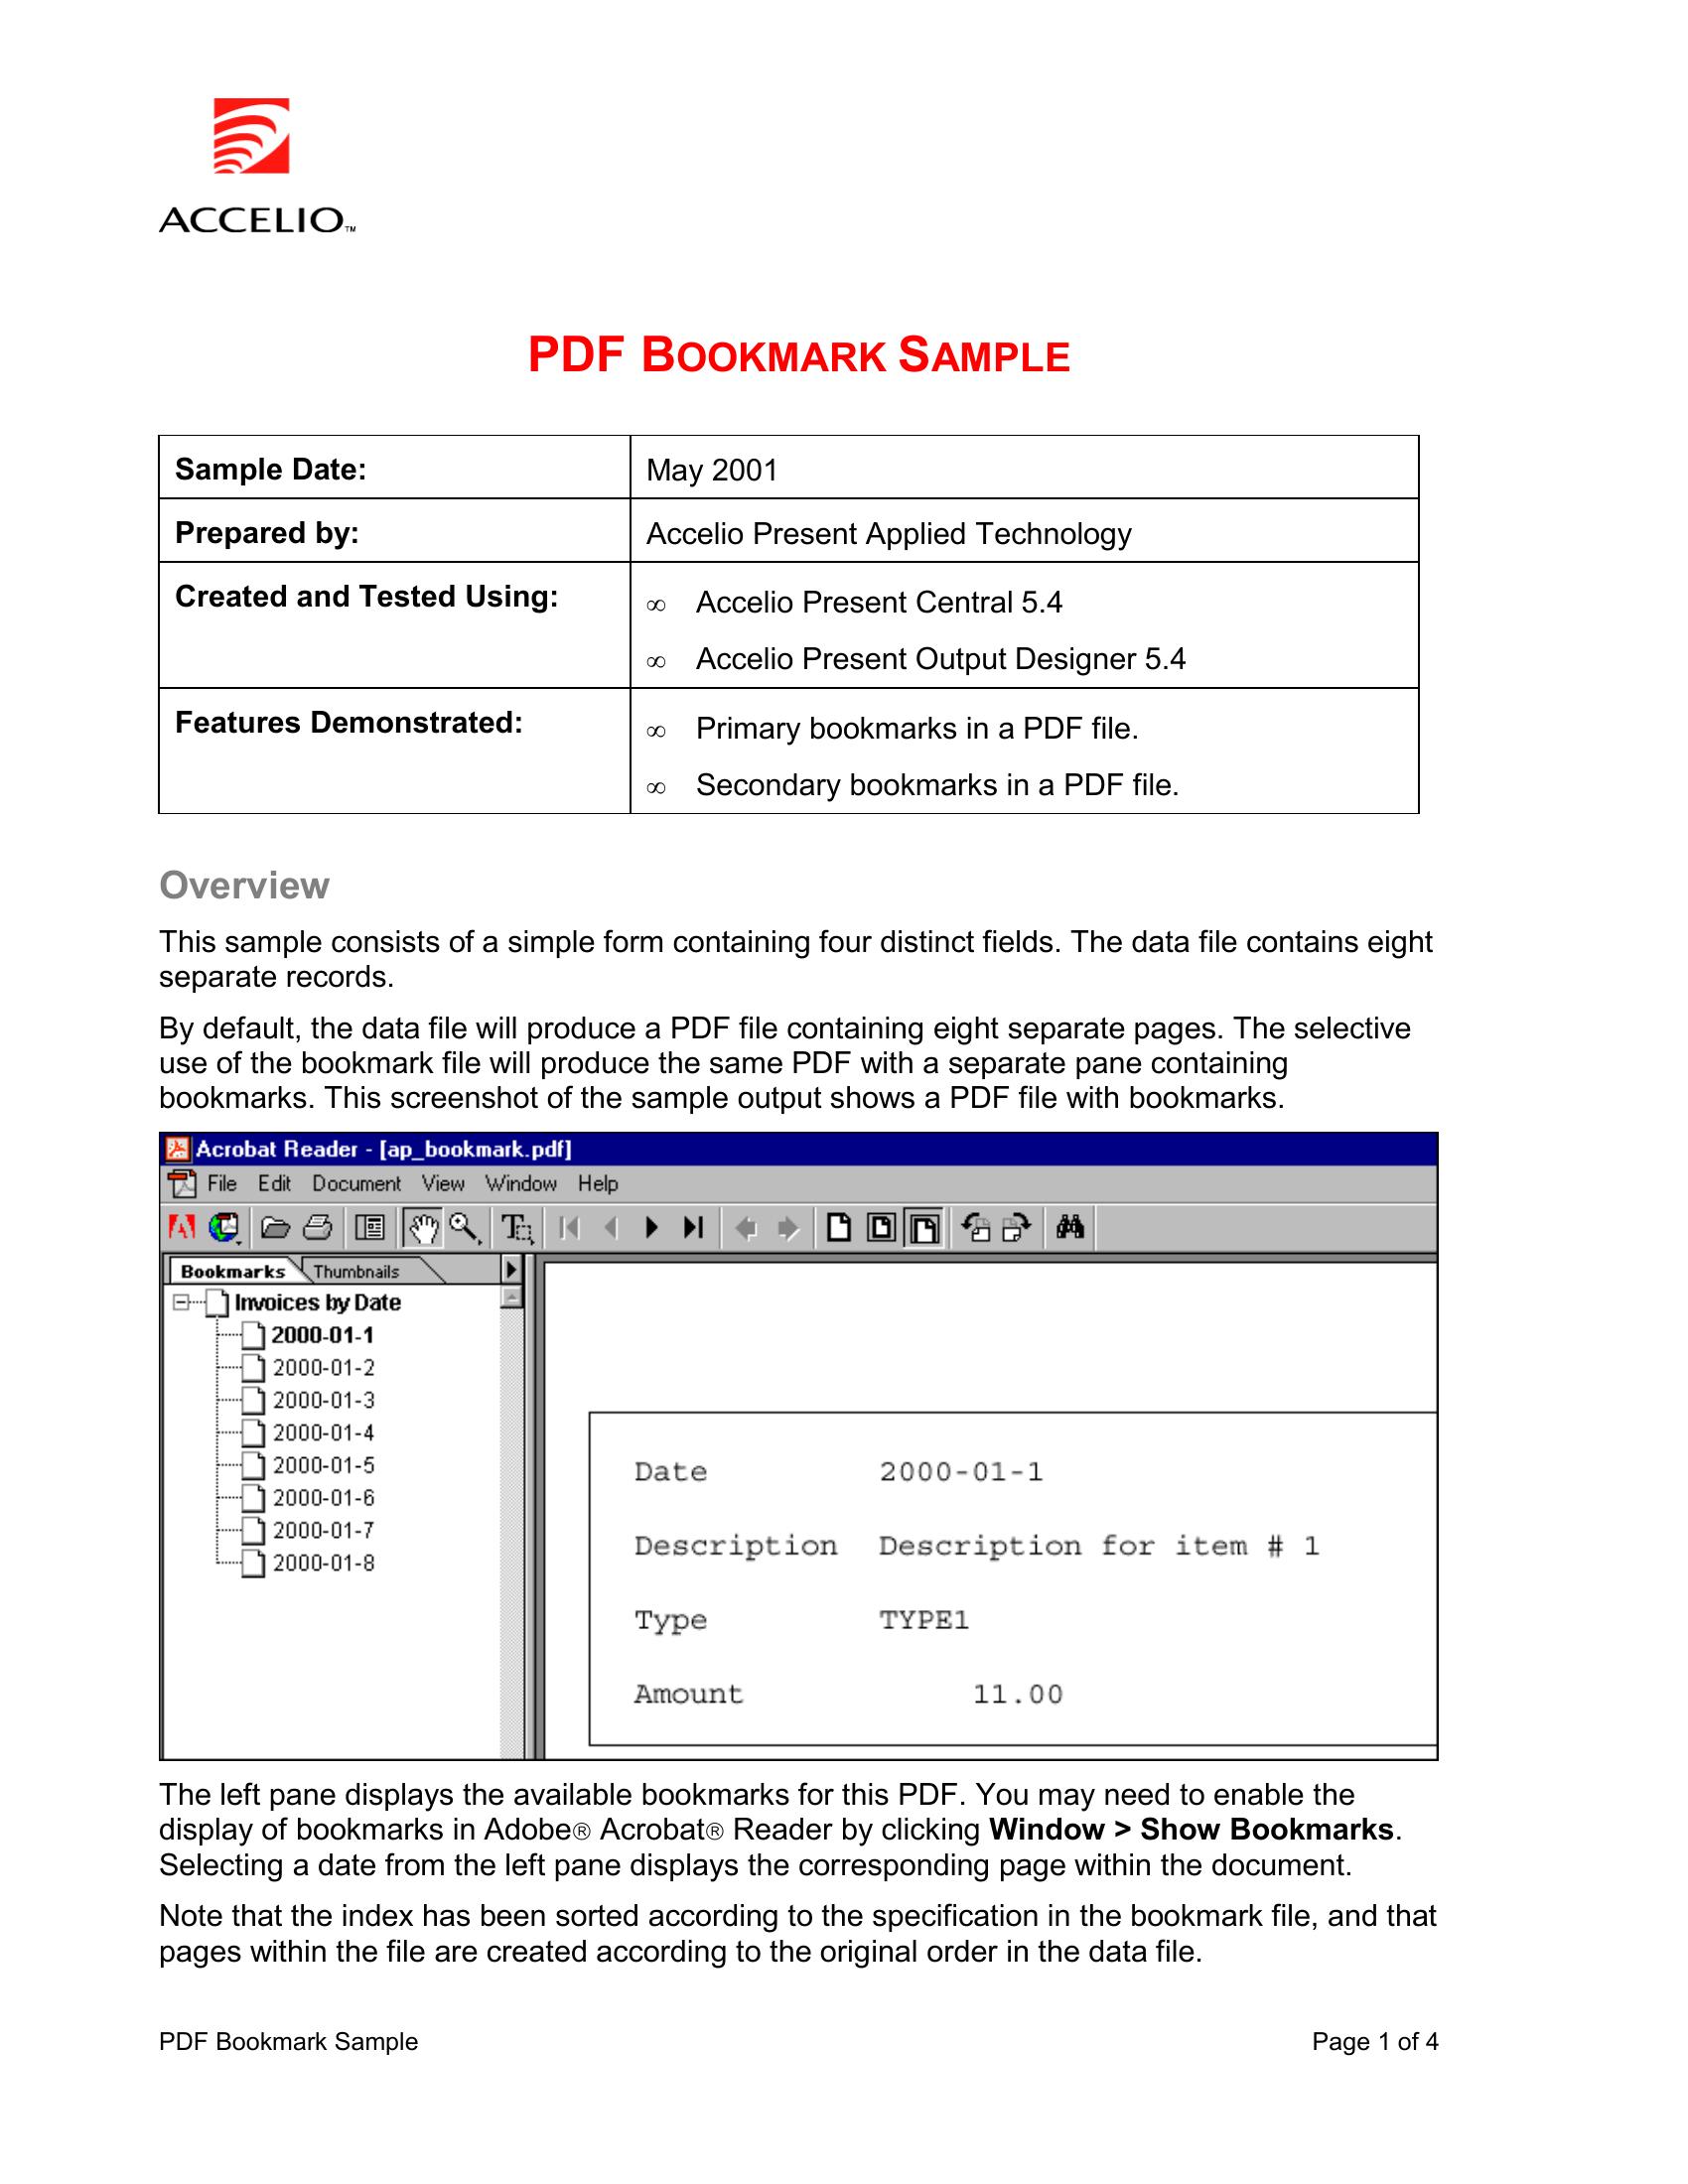 ACCELIO™
PDF BOOKMARK SAMPLE
Sample Date: May 2001
Prepared by: Accelio Present Applied Technology
Created and Tested Using: ∞ Accelio Present Central 5.4
∞ Accelio Present Output Designer 5.4
Features Demonstrated: ∞ Primary bookmarks in a PDF file.
∞ Secondary bookmarks in a PDF file.
Overview
This sample consists of a simple form containing four distinct fields. The data file contains eight
separate records.
By default, the data file will produce a PDF file containing eight separate pages. The selective
use of the bookmark file will produce the same PDF with a separate pane containing
bookmarks. This screenshot of the sample output shows a PDF file with bookmarks.
Acrobat Reader - [ap_bookmark.pdf]
File Edit Document View Window Help
Bookmarks Thumbnails
Invoices by Date
2000-01-1
2000-01-2
2000-01-3
2000-01-4
2000-01-5
2000-01-6
2000-01-7
2000-01-8
Date 2000-01-1
Description Description for item # 1
Type TYPE1
Amount 11.00
The left pane displays the available bookmarks for this PDF. You may need to enable the
display of bookmarks in Adobe® Acrobat® Reader by clicking Window > Show Bookmarks.
Selecting a date from the left pane displays the corresponding page within the document.
Note that the index has been sorted according to the specification in the bookmark file, and that
pages within the file are created according to the original order in the data file.
PDF Bookmark Sample Page 1 of 4